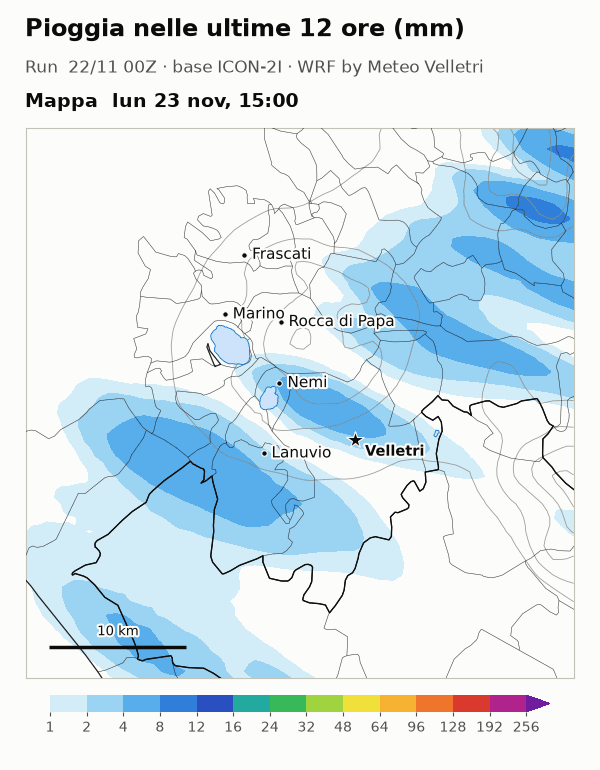 Pioggia nelle ultime 12 ore (mm)
Run 22/11 00Z · base ICON-2I · WRF by Meteo Velletri
Mappa lun 23 nov, 15:00
Frascati
Marino
Rocca di Papa
Nemi
Velletri
Lanuvio
10 km
1 2 4 8 12 16 24 32 48 64 96 128 192 256